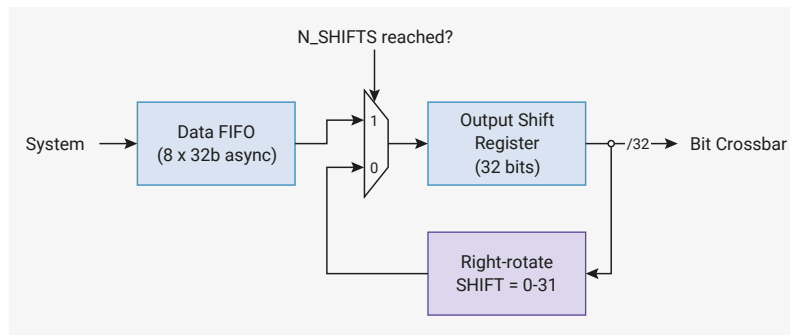 N_SHIFTS reached?
System
Data FIFO
(8 x 32b async)
1
0
Output Shift
Register
(32 bits)
/32
Bit Crossbar
Right-rotate
SHIFT = 0-31